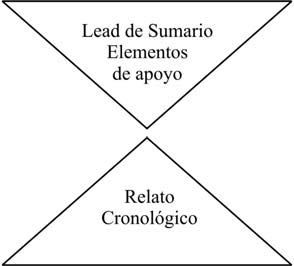 Lead de Sumario
Elementos
de apoyo
Relato
Cronológico